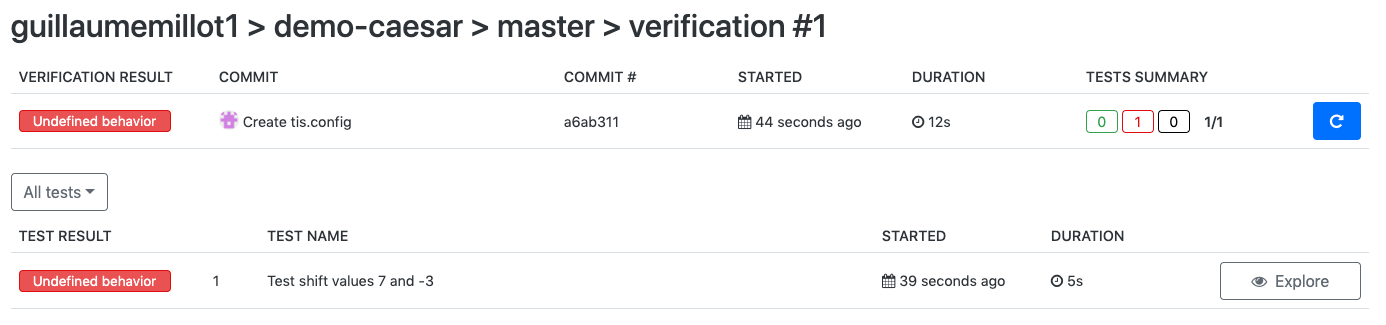 guillaumemillot1 > demo-caesar > master > verification #1
VERIFICATION RESULT COMMIT COMMIT # STARTED DURATION TESTS SUMMARY
Undefined behavior Create tis.config a6ab311 44 seconds ago 12s 0 1 0 1/1
All tests
TEST RESULT TEST NAME STARTED DURATION
Undefined behavior 1 Test shift values 7 and -3 39 seconds ago 5s Explore